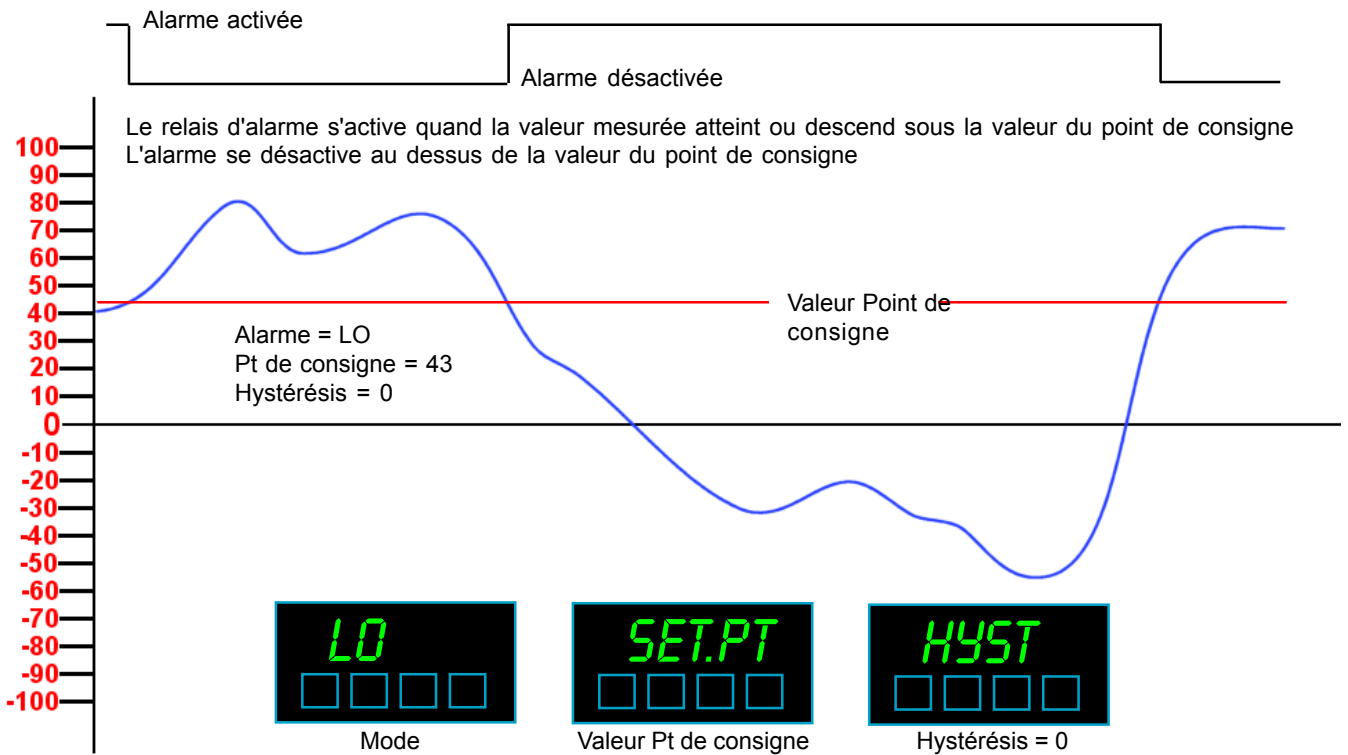 Alarme activée
Alarme désactivée
Le relais d'alarme s'active quand la valeur mesurée atteint ou descend sous la valeur du point de consigne
L'alarme se désactive au dessus de la valeur du point de consigne
100
90
80
70
60
50
40
30
20
10
0
-10
-20
-30
-40
-50
-60
-70
-80
-90
-100
Valeur Point de
consigne
Alarme = LO
Pt de consigne = 43
Hystérésis = 0
LO
SET.PT
HYST
Mode
Valeur Pt de consigne
Hystérésis = 0